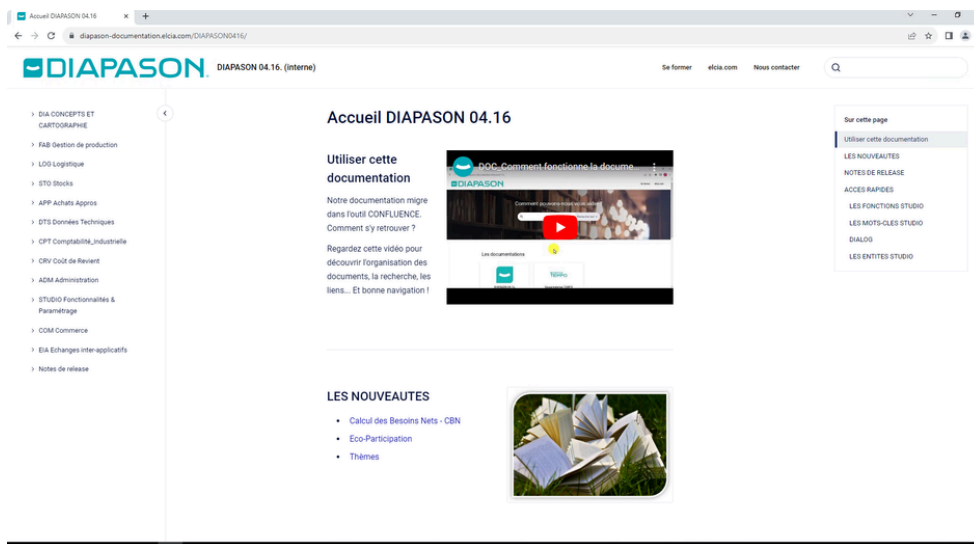 Accueil DIAPASON 04.16
diapason-documentation.elcia.com/DIAPASON0416/
DIAPASON.
DIAPASON 04.16. (interne)
Se former
elcia.com
Nous contacter
DIA CONCEPTS ET
CARTOGRAPHIE
FAB Gestion de production
LOG Logistique
STO Stocks
APP Achats Appros
DTS Données Techniques
CPT Comptabilité_Industrielle
CRV Coût de Revient
ADM Administration
STUDIO Fonctionnalités &
Paramétrage
COM Commerce
EIA Echanges inter-applicatifs
Notes de release
Accueil DIAPASON 04.16
Utiliser cette
documentation
Notre documentation migre
dans l'outil CONFLUENCE.
Comment s'y retrouver ?
Regardez cette vidéo pour
découvrir l'organisation des
documents, la recherche, les
liens... Et bonne navigation !
DOC_Comment fonctionne la docume...
DIAPASON
Les documentations
TEMPO
LES NOUVEAUTES
Calcul des Besoins Nets - CBN
Eco-Participation
Thèmes
Sur cette page
Utiliser cette documentation
LES NOUVEAUTES
NOTES DE RELEASE
ACCES RAPIDES
LES FONCTIONS STUDIO
LES MOTS-CLES STUDIO
DIALOG
LES ENTITES STUDIO